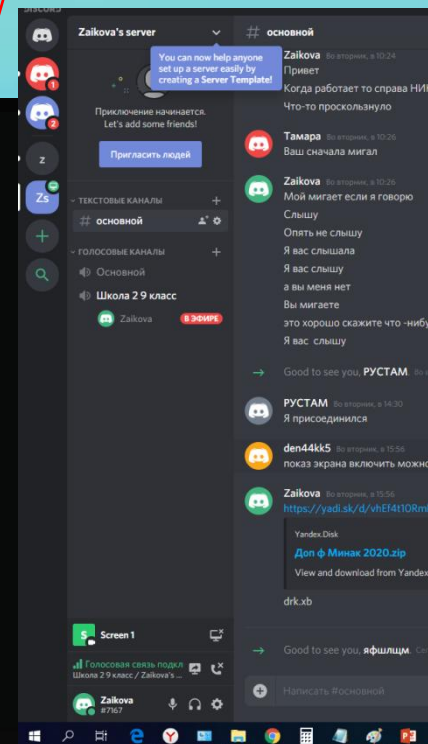 Zaikova's server
You can now help anyone
set up a server easily by
creating a Server Template!
Приключение начинается.
Let's add some friends!
Пригласить людей
ТЕКСТОВЫЕ КАНАЛЫ
# основной
ГОЛОСОВЫЕ КАНАЛЫ
Основной
Школа 2 9 класс
Zaikova В ЭФИРЕ
1
2
z
Zs
S
Screen 1
Голосовая связь подкл
Школа 2 9 класс / Zaikova's ...
Zaikova
#7167
# основной
Zaikova Во вторник, в 10:24
Привет
Когда работает то справа
Что-то проскользнуло
Тамара Во вторник, в 10:26
Ваш сначала мигал
Zaikova Во вторник, в 10:26
Мой мигает если я говорю
Слышу
Опять не слышу
Я вас слышала
Я вас слышу
а вы меня нет
Вы мигаете
это хорошо скажите что
Я вас слышу
Good to see you, РУСТАМ.
РУСТАМ Во вторник, в 14:30
Я присоединился
den44kk5 Во вторник, в 15:56
показ экрана включить
Zaikova Во вторник, в 15:56
https://yadi.sk/d/vhEf4t10Rm
Yandex.Disk
Доп ф Минак 2020.zip
View and download from Yandex
drk.xb
Good to see you, яфшлщм.
Написать #основной